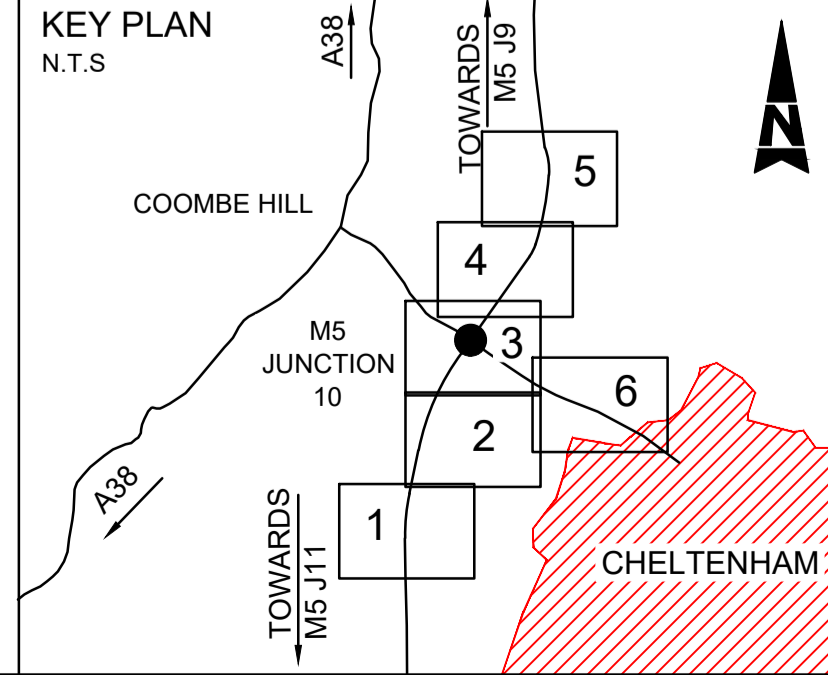 KEY PLAN
N.T.S
A38
TOWARDS
M5 J9
N
5
COOMBE HILL
4
M5
JUNCTION
10
3
6
2
A38
1
TOWARDS
M5 J11
CHELTENHAM